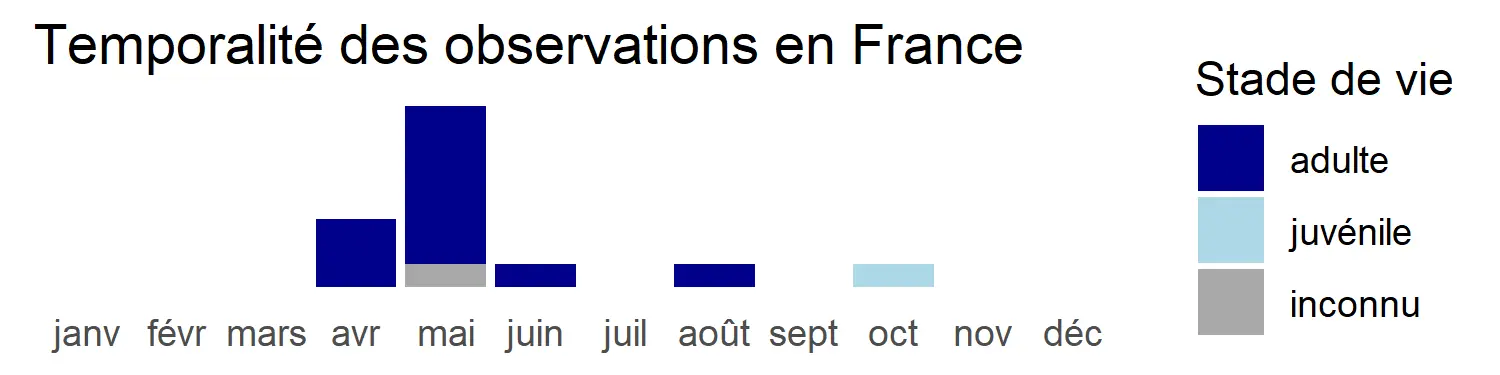 Temporalité des observations en France
janv févr mars avr mai juin juil août sept oct nov déc
Stade de vie
adulte
juvénile
inconnu